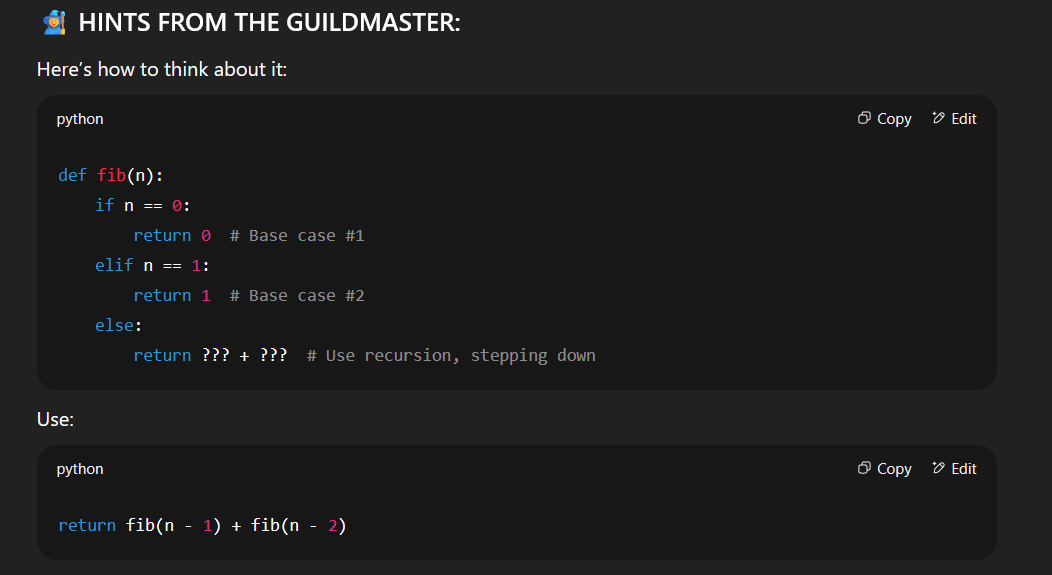 🧙‍♂️ HINTS FROM THE GUILDMASTER:
Here’s how to think about it:
python Copy Edit
def fib(n):
    if n == 0:
        return 0  # Base case #1
    elif n == 1:
        return 1  # Base case #2
    else:
        return ??? + ???  # Use recursion, stepping down
Use:
python Copy Edit
return fib(n - 1) + fib(n - 2)